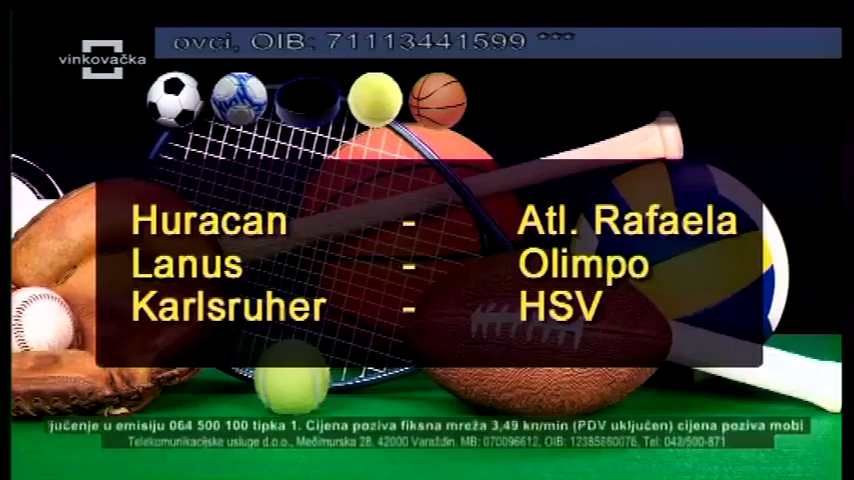 vinkovačka
ovci, OIB: 71113441599 ***
Huracan - Atl. Rafaela
Lanus - Olimpo
Karlsruher - HSV
ljučenje u emisiju 064 500 100 tipka 1. Cijena poziva fiksna mreža 3,49 kn/min (PDV uključen) cijena poziva mobi
Telekomunikacijske usluge d.o.o., Međimurska 28, 42000 Varaždin, MB: 070096612, OIB: 12385860076, Tel: 042/500-871